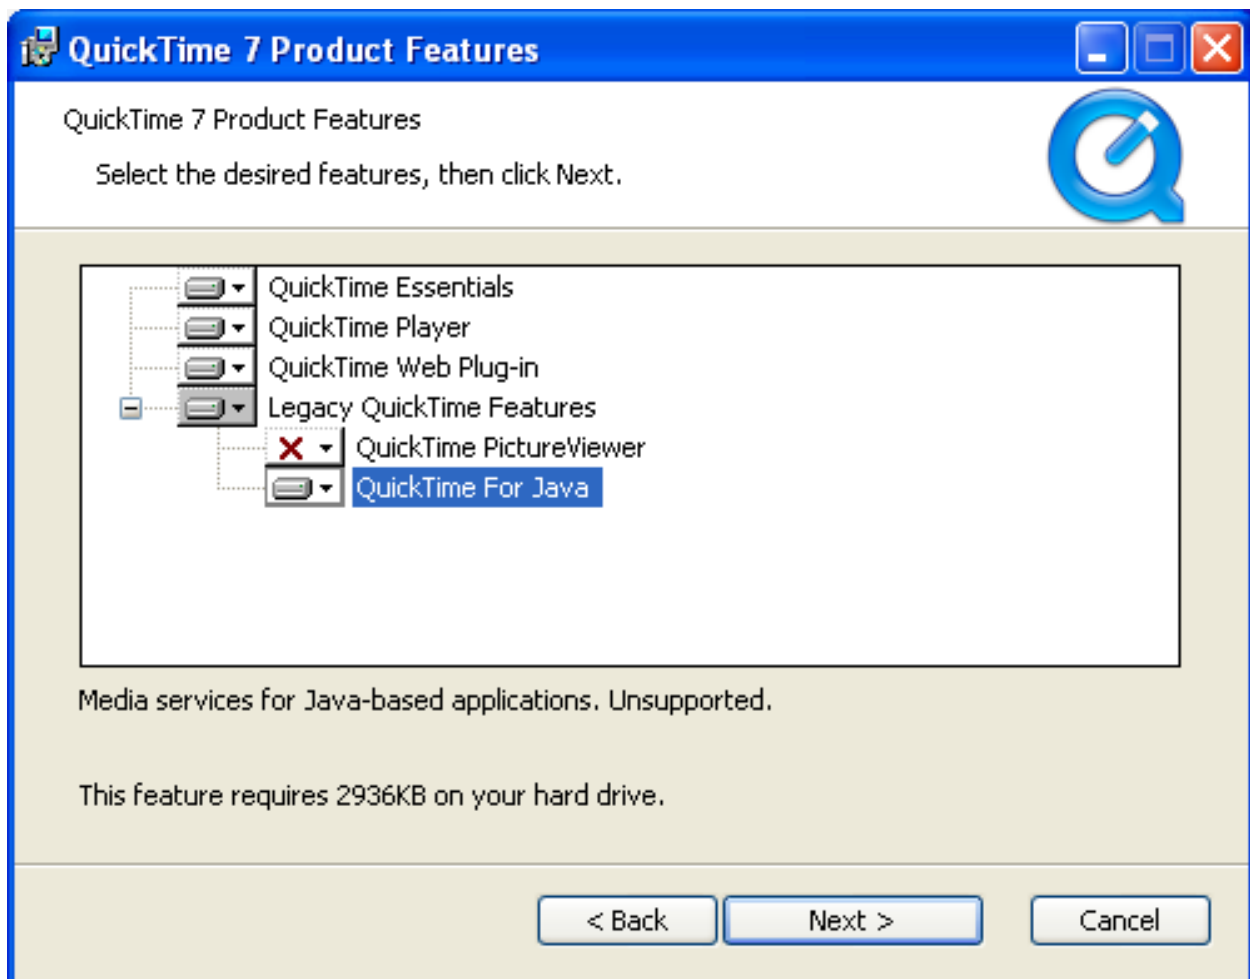 QuickTime 7 Product Features
QuickTime 7 Product Features
Select the desired features, then click Next.
QuickTime Essentials
QuickTime Player
QuickTime Web Plug-in
Legacy QuickTime Features
QuickTime PictureViewer
QuickTime For Java
Media services for Java-based applications. Unsupported.
This feature requires 2936KB on your hard drive.
< Back Next > Cancel